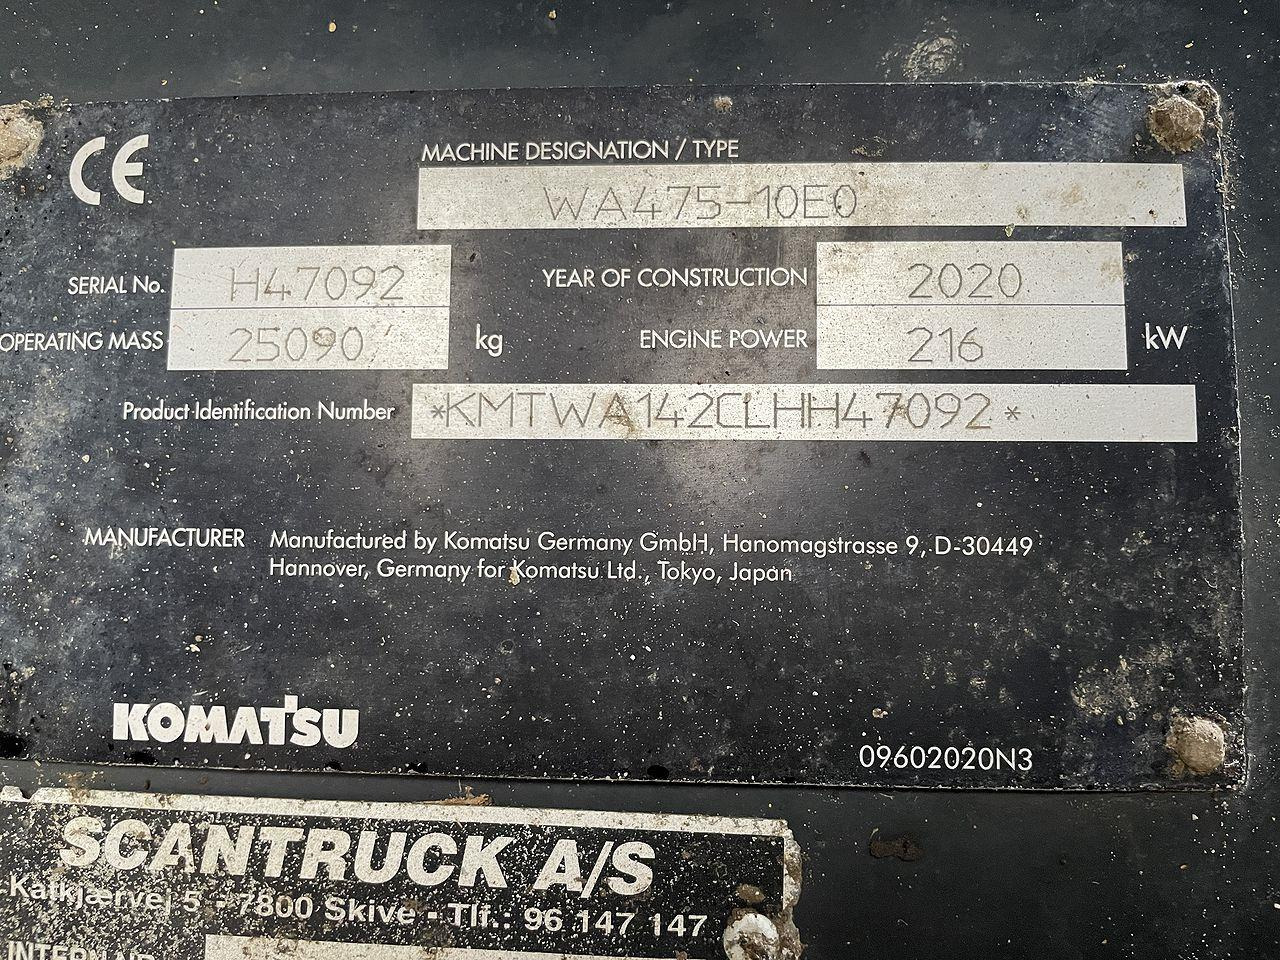 CE
MACHINE DESIGNATION / TYPE
WA475-10E0
SERIAL No. H47092 YEAR OF CONSTRUCTION 2020
OPERATING MASS 25090 kg ENGINE POWER 216 kW
Product Identification Number *KMTWA142CLHH47092*
MANUFACTURER Manufactured by Komatsu Germany GmbH, Hanomagstrasse 9, D-30449
Hannover, Germany for Komatsu Ltd., Tokyo, Japan
KOMATSU
09602020N3
SCANTRUCK A/S
Katkjærvej 5 - 7800 Skive - Tlf.: 96 147 147